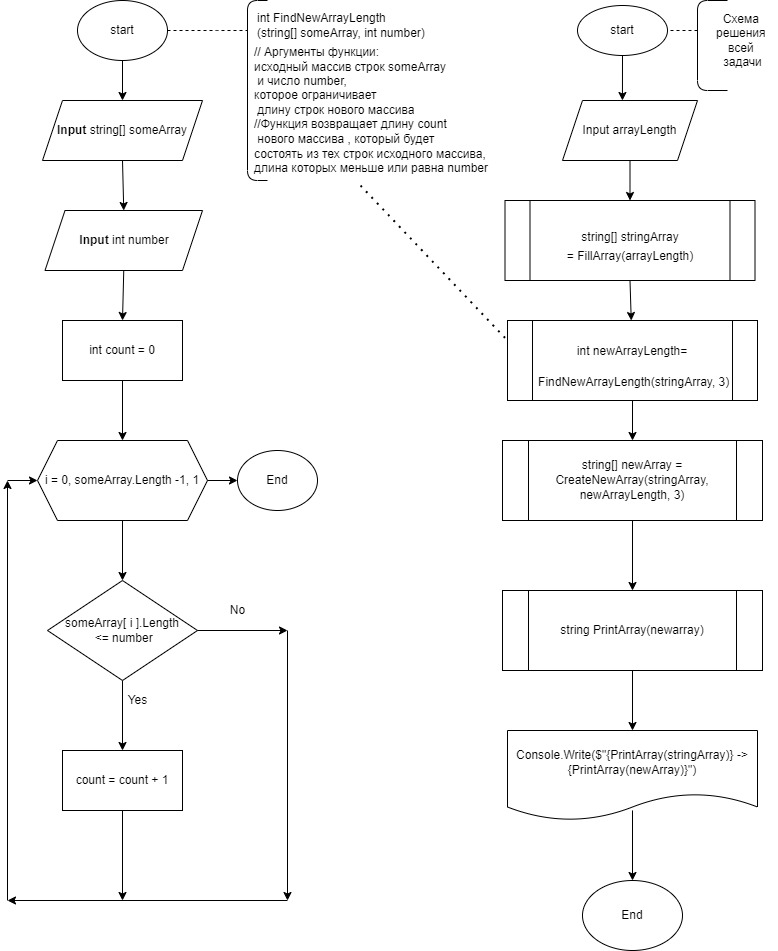 start
int FindNewArrayLength
(string[] someArray, int number)
// Аргументы функции:
исходный массив строк someArray
и число number,
которое ограничивает
длину строк нового массива
//Функция возвращает длину count
нового массива , который будет
состоять из тех строк исходного массива,
длина которых меньше или равна number
Input string[] someArray
Input int number
int count = 0
i = 0, someArray.Length -1, 1
End
someArray[ i ].Length
<= number
No
Yes
count = count + 1
start
Схема
решения
всей
задачи
Input arrayLength
string[] stringArray
= FillArray(arrayLength)
int newArrayLength=
FindNewArrayLength(stringArray, 3)
string[] newArray =
CreateNewArray(stringArray,
newArrayLength, 3)
string PrintArray(newarray)
Console.Write($"{PrintArray(stringArray)} ->
{PrintArray(newArray)}")
End